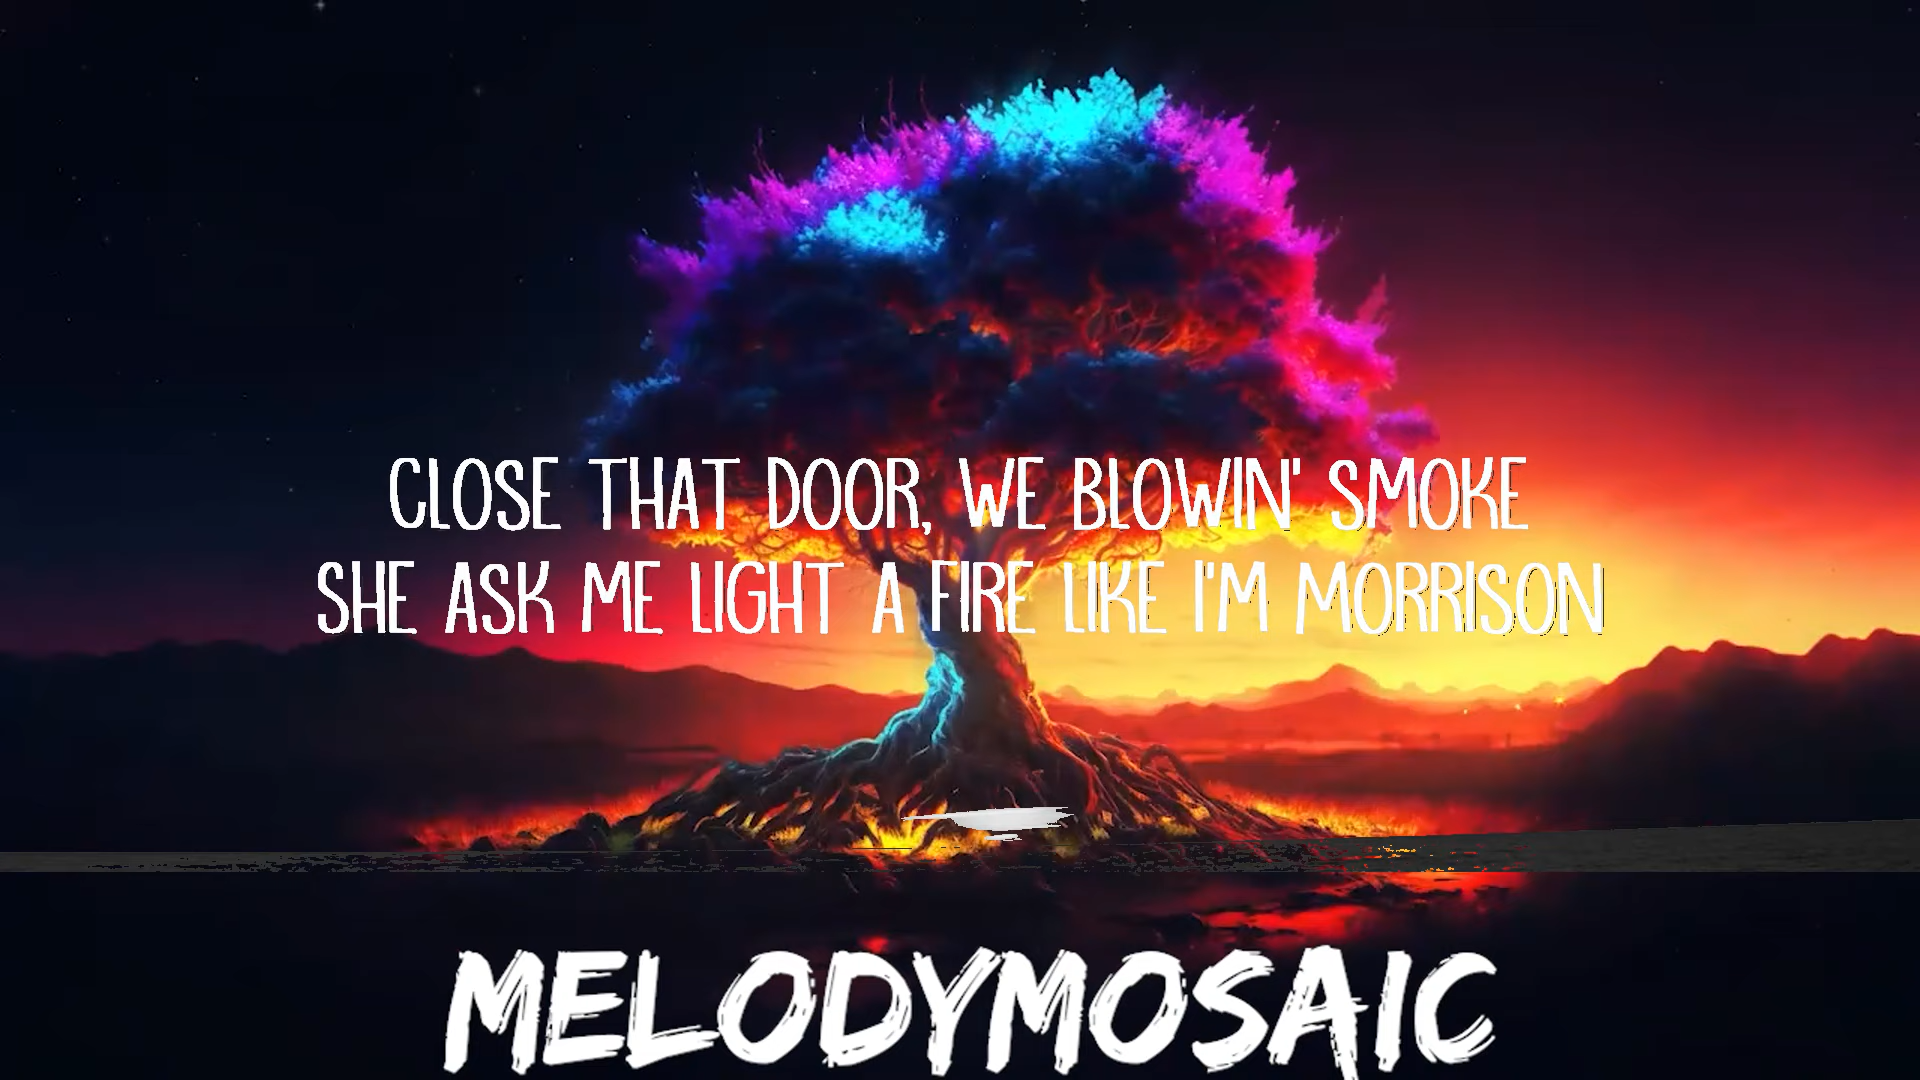 CLOSE THAT DOOR, WE BLOWIN' SMOKE
SHE ASK ME LIGHT A FIRE LIKE I'M MORRISON
MELODYMOSAIC